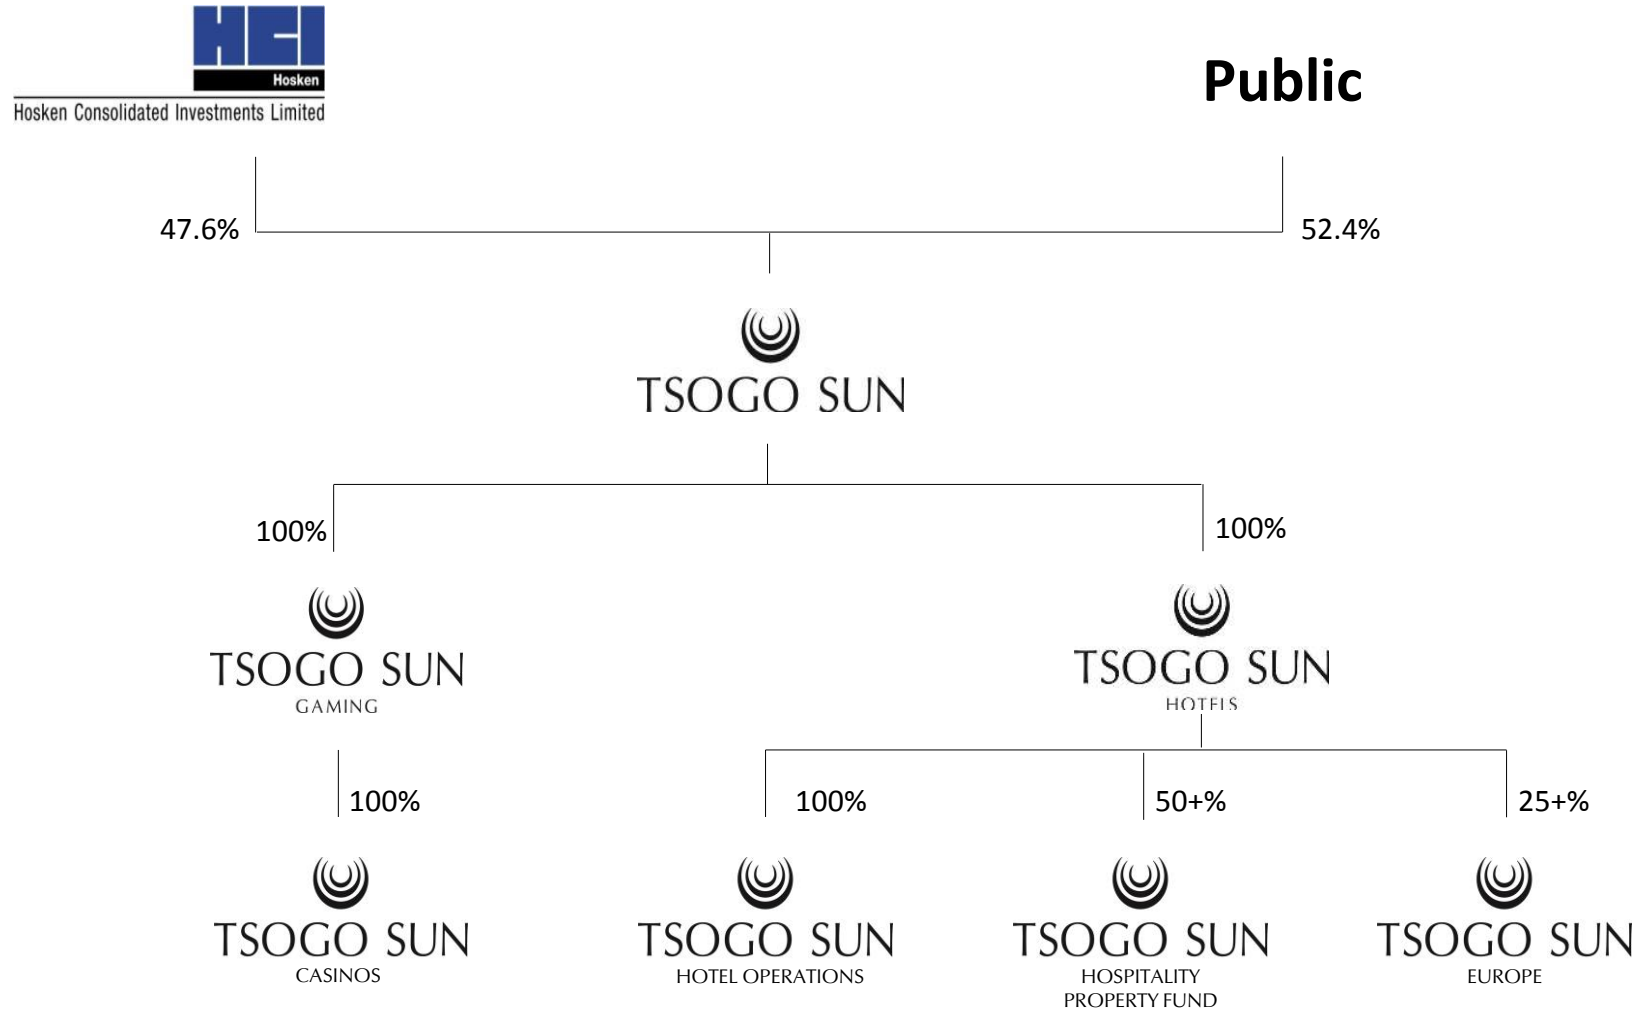 HCI
Hosken
Hosken Consolidated Investments Limited
Public
47.6%
52.4%
TSOGO SUN
100%
100%
TSOGO SUN
GAMING
TSOGO SUN
HOTELS
100%
100%
50+%
25+%
TSOGO SUN
CASINOS
TSOGO SUN
HOTEL OPERATIONS
TSOGO SUN
HOSPITALITY
PROPERTY FUND
TSOGO SUN
EUROPE